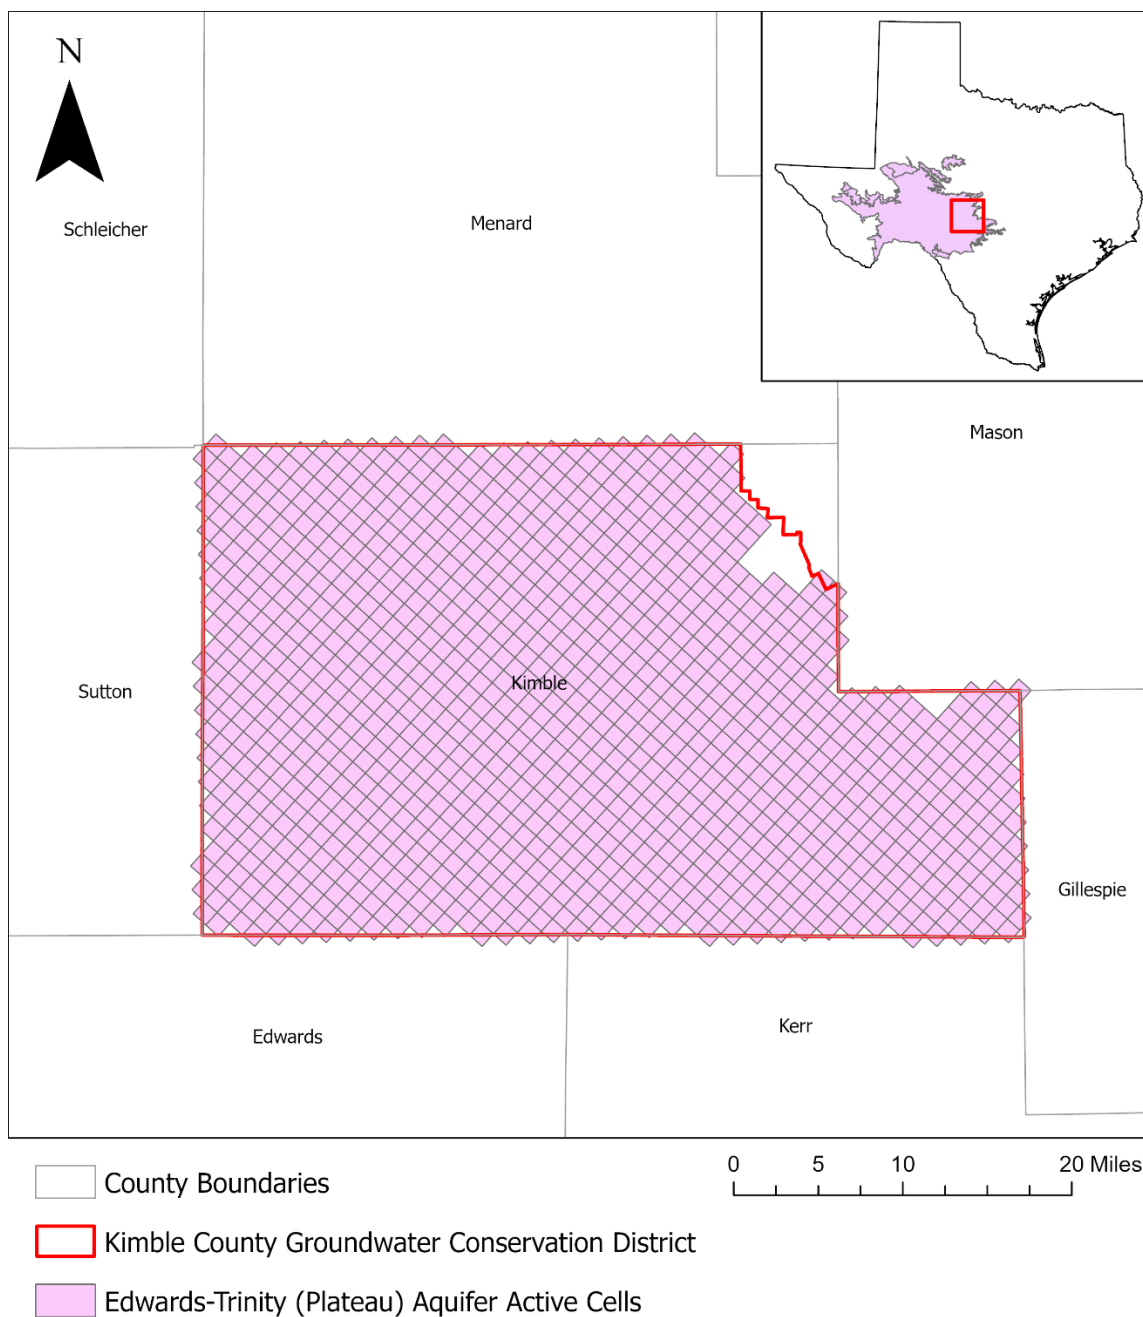 N
Schleicher
Menard
Mason
Sutton
Kimble
Gillespie
Edwards
Kerr
0 5 10 20 Miles
County Boundaries
Kimble County Groundwater Conservation District
Edwards-Trinity (Plateau) Aquifer Active Cells